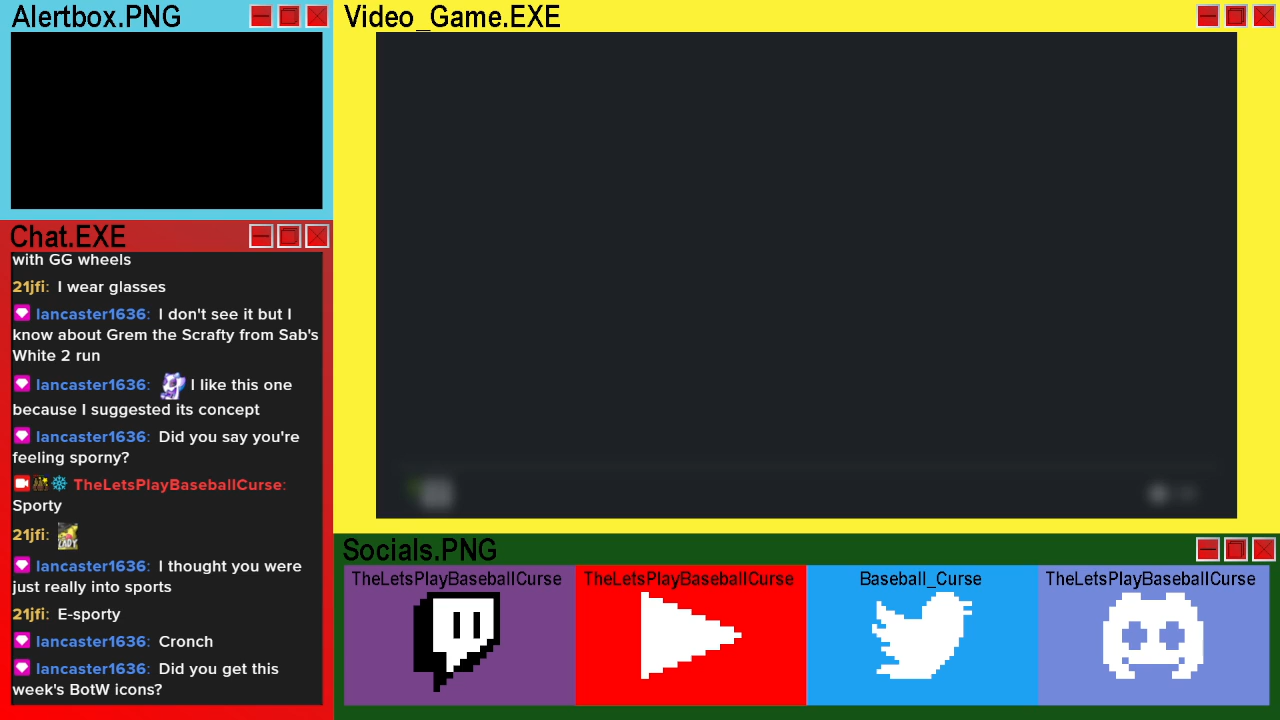 Alertbox.PNG
Video_Game.EXE
Chat.EXE
with GG wheels
21jfi: I wear glasses
lancaster1636: I don't see it but I
know about Grem the Scrafty from Sab's
White 2 run
lancaster1636: I like this one
because I suggested its concept
lancaster1636: Did you say you're
feeling sporny?
TheLetsPlayBaseballCurse:
Sporty
21jfi:
lancaster1636: I thought you were
just really into sports
21jfi: E-sporty
lancaster1636: Cronch
lancaster1636: Did you get this
week's BotW icons?
Socials.PNG
TheLetsPlayBaseballCurse
TheLetsPlayBaseballCurse
Baseball_Curse
TheLetsPlayBaseballCurse